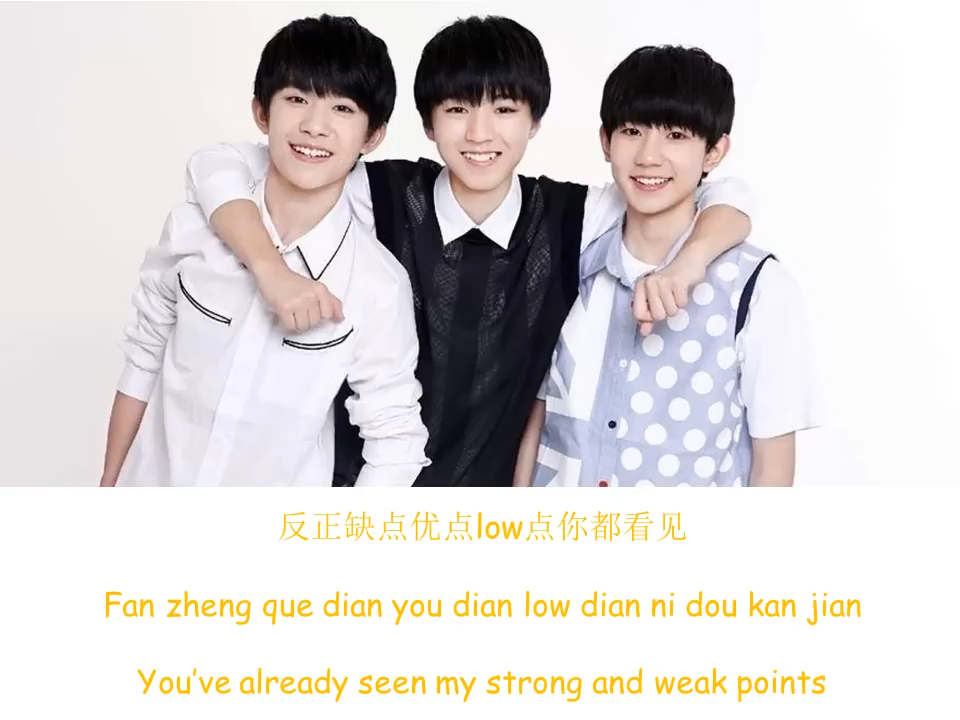 反正缺点优点low点你都看见
Fan zheng que dian you dian low dian ni dou kan jian
You've already seen my strong and weak points